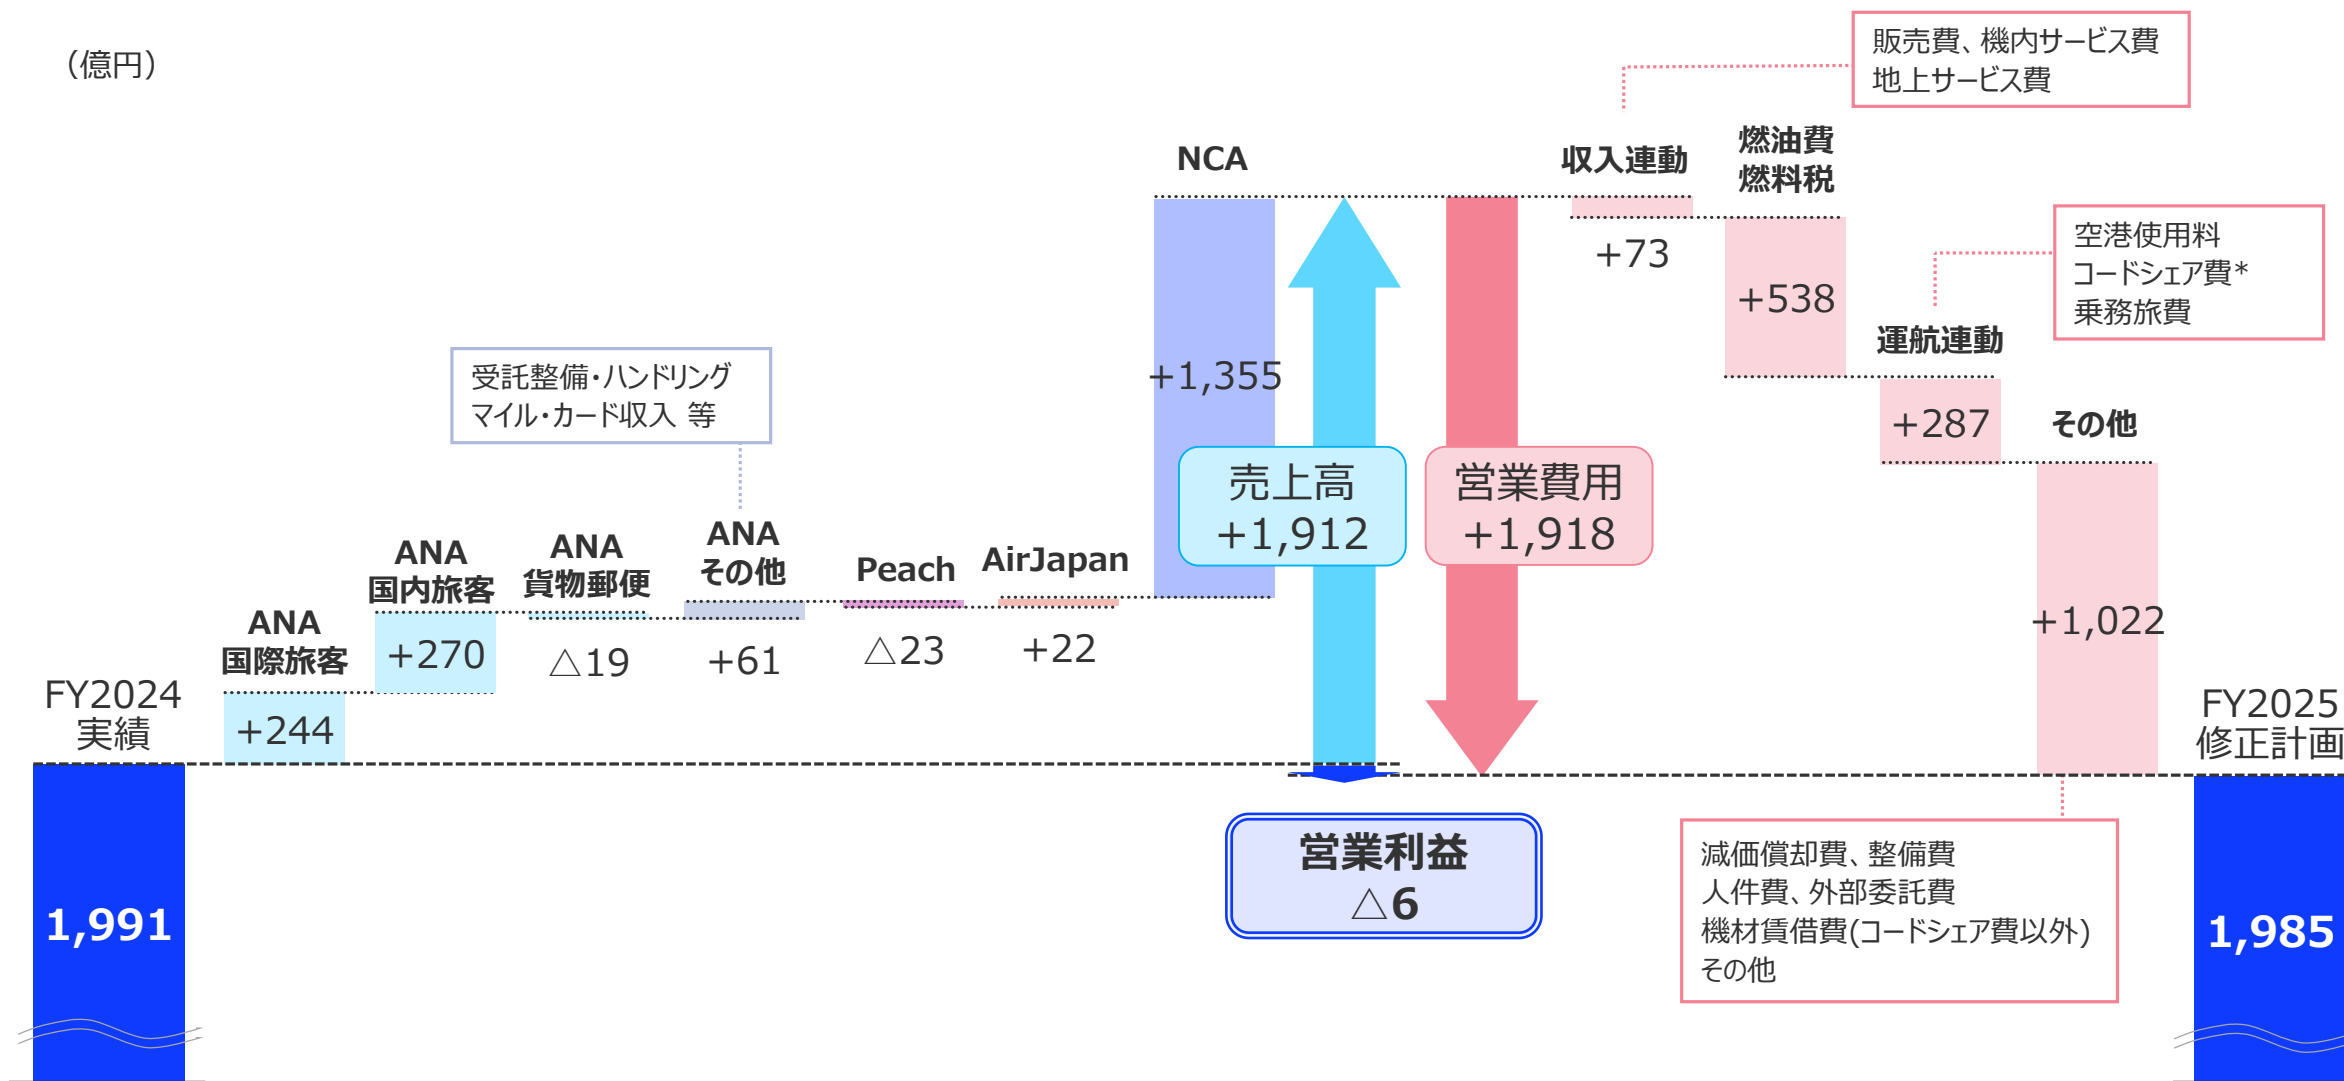 （億円）
販売費、機内サービス費
地上サービス費
NCA
収入連動
燃油費
燃料税
+73
+538
空港使用料
コードシェア費*
乗務旅費
運航連動
+287
その他
+1,355
受託整備・ハンドリング
マイル・カード収入 等
売上高
+1,912
営業費用
+1,918
ANA
国際旅客
+244
ANA
国内旅客
+270
ANA
貨物郵便
△19
ANA
その他
+61
Peach
△23
AirJapan
+22
+1,022
FY2024
実績
1,991
FY2025
修正計画
1,985
営業利益
△6
減価償却費、整備費
人件費、外部委託費
機材賃借費(コードシェア費以外)
その他